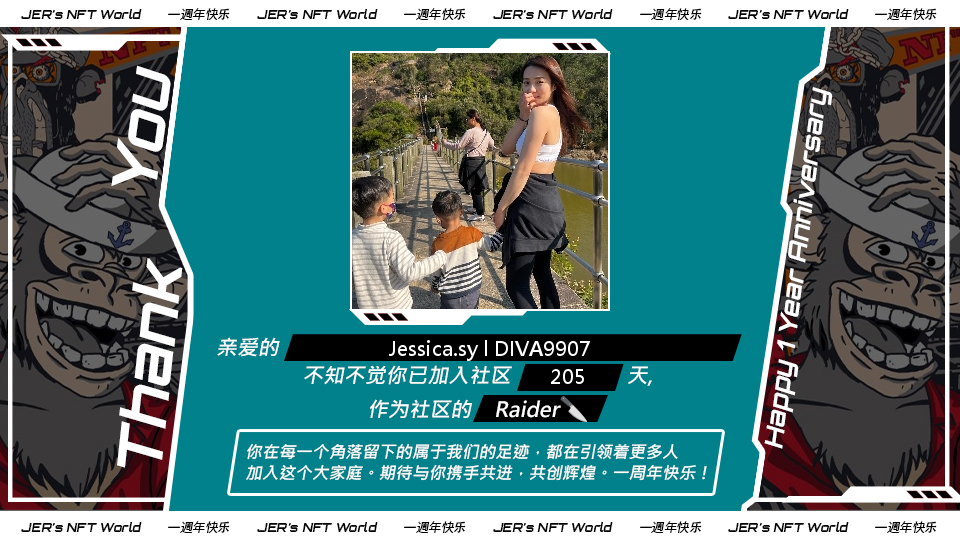 JER's NFT World 一週年快乐 JER's NFT World 一週年快乐 JER's NFT World 一週年快乐 JER's NFT World 一週年快乐
Thank You
Happy 1 Year Anniversary
亲爱的 Jessica.sy l DIVA9907
不知不觉你已加入社区 205 天,
作为社区的 Raider🔪
你在每一个角落留下的属于我们的足迹，都在引领着更多人
加入这个大家庭。期待与你携手共进，共创辉煌。一周年快乐！
JER's NFT World 一週年快乐 JER's NFT World 一週年快乐 JER's NFT World 一週年快乐 JER's NFT World 一週年快乐